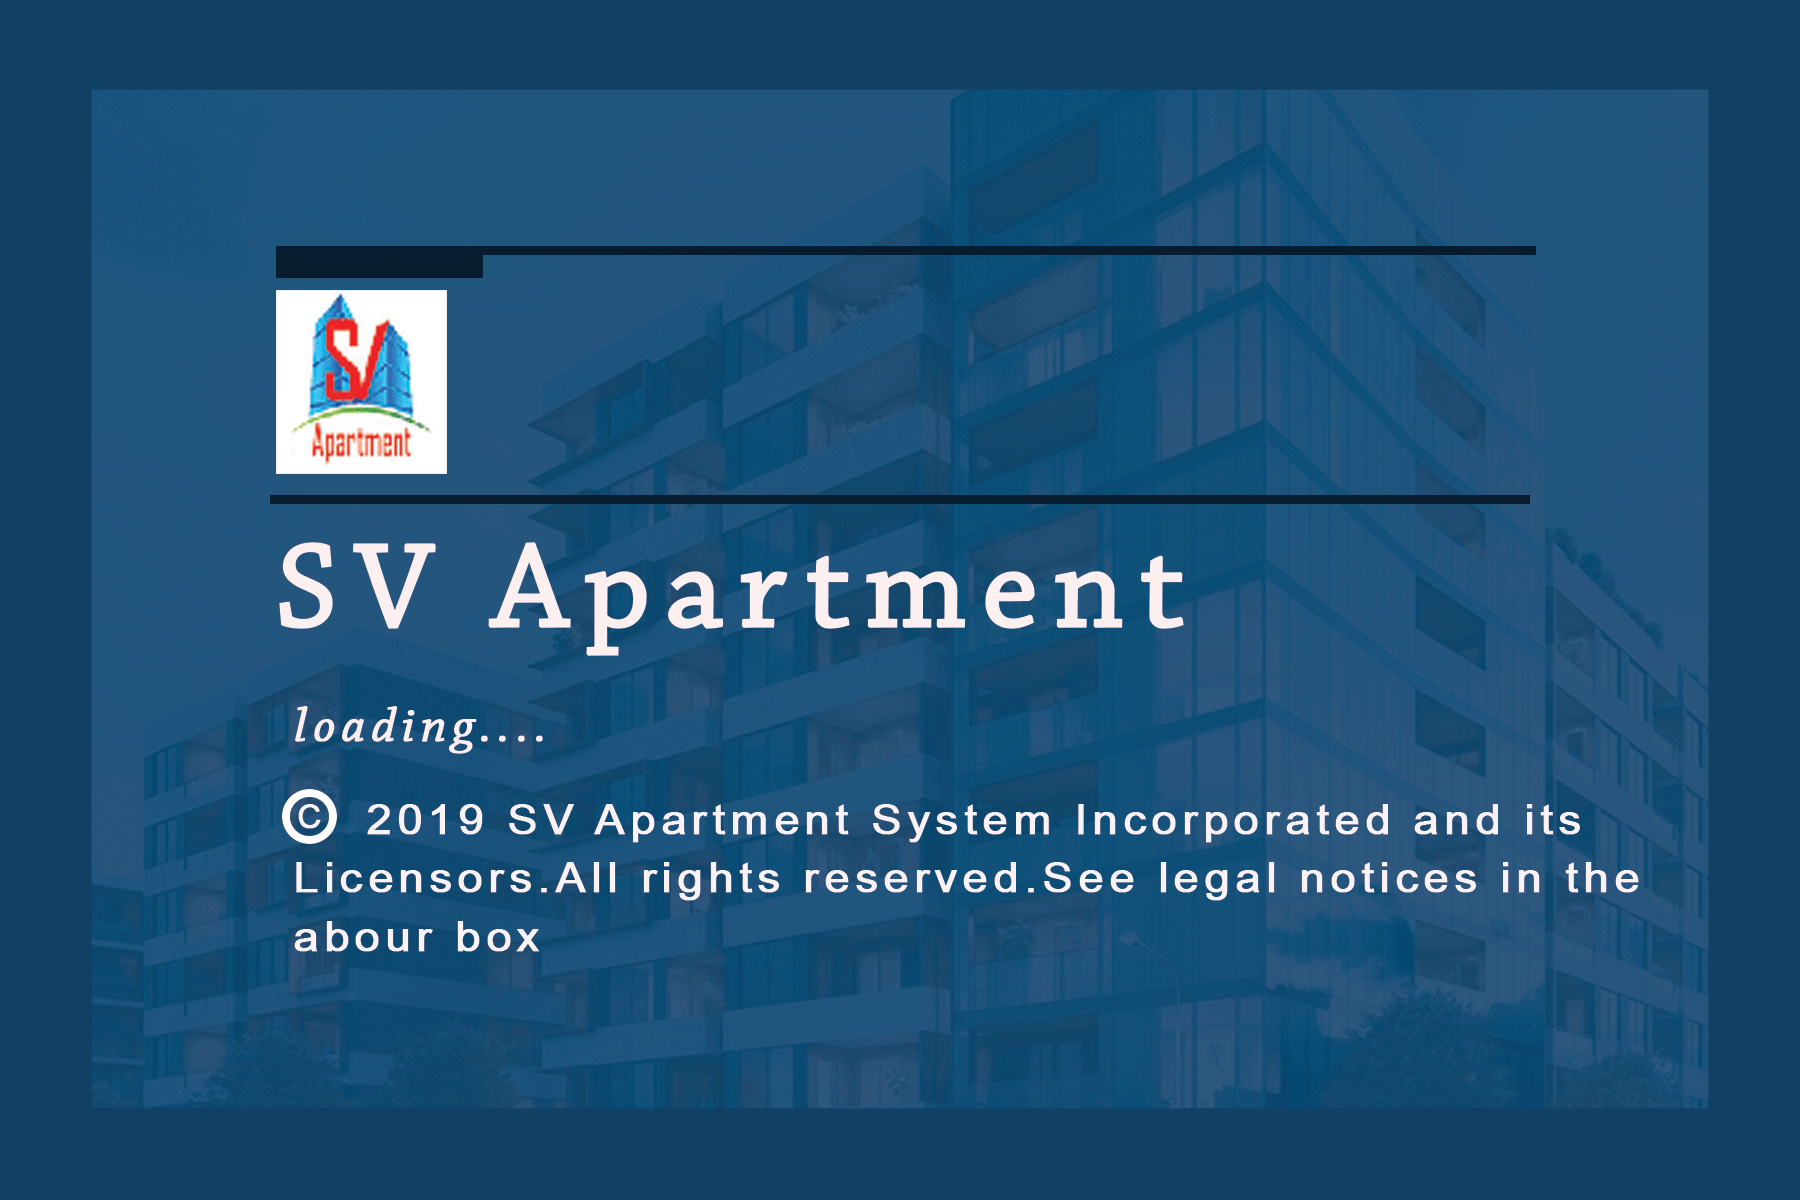 SV
Apartment
SV Apartment
loading....
© 2019 SV Apartment System Incorporated and its
Licensors.All rights reserved.See legal notices in the
abour box